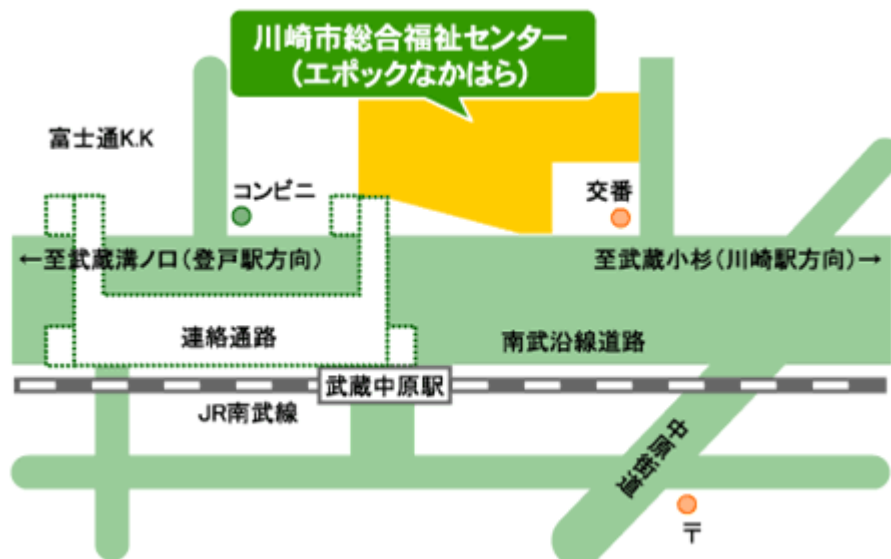 川崎市総合福祉センター
(エポックなかはら)
富士通K.K
コンビニ
交番
←至武蔵溝ノ口(登戸駅方向)
至武蔵小杉(川崎駅方向)→
連絡通路
南武沿線道路
武蔵中原駅
JR南武線
中原街道
〒